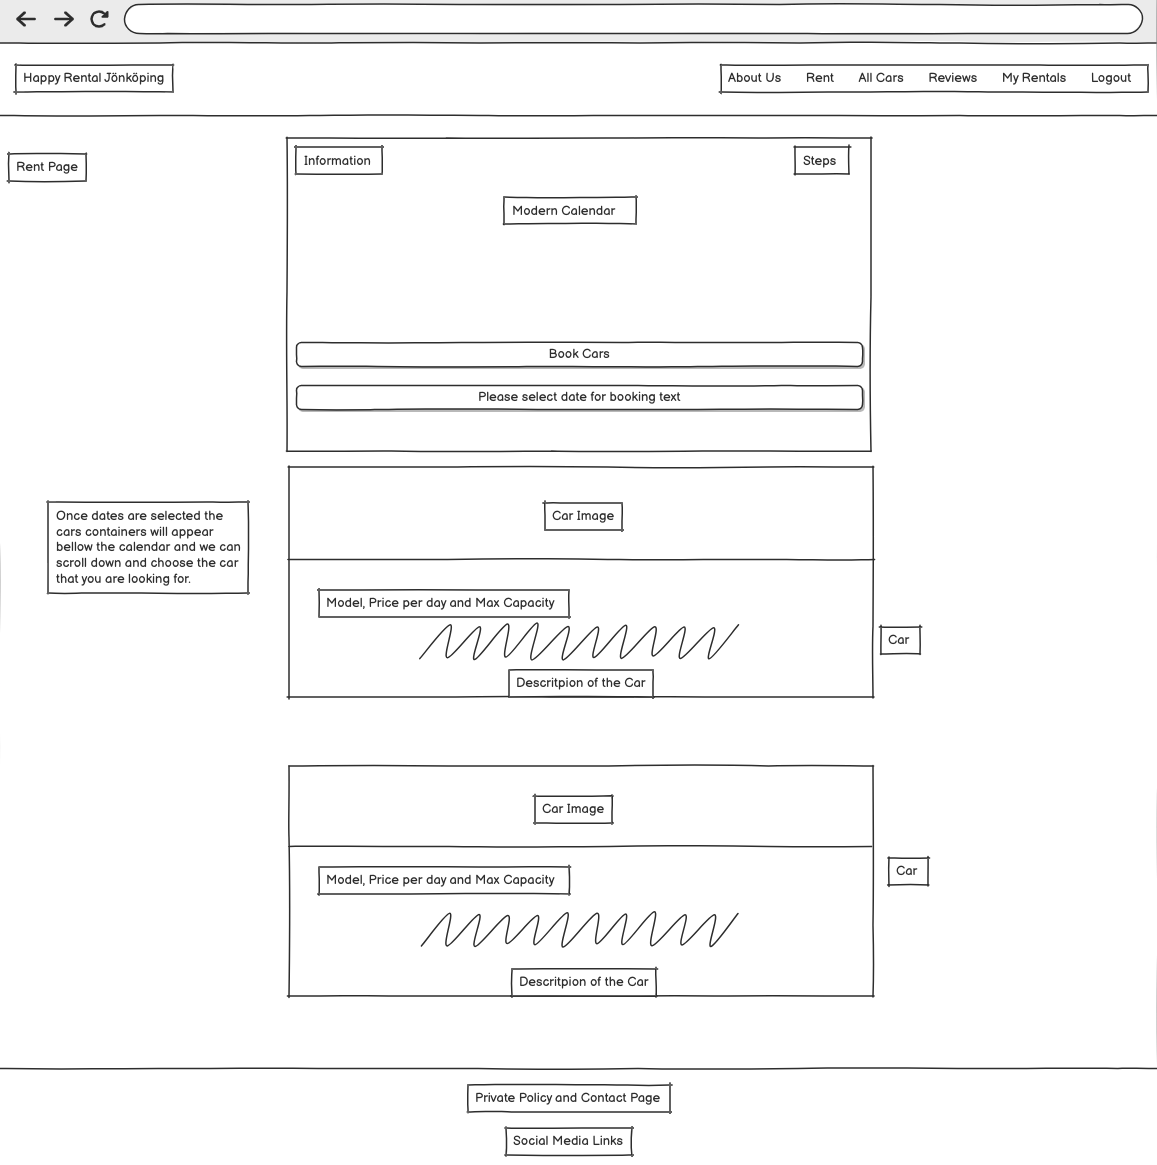 Happy Rental Jönköping
About Us Rent All Cars Reviews My Rentals Logout
Rent Page
Information
Steps
Modern Calendar
Book Cars
Please select date for booking text
Once dates are selected the
cars containers will appear
bellow the calendar and we can
scroll down and choose the car
that you are looking for.
Car Image
Model, Price per day and Max Capacity
Car
Descritpion of the Car
Car Image
Model, Price per day and Max Capacity
Car
Descritpion of the Car
Private Policy and Contact Page
Social Media Links